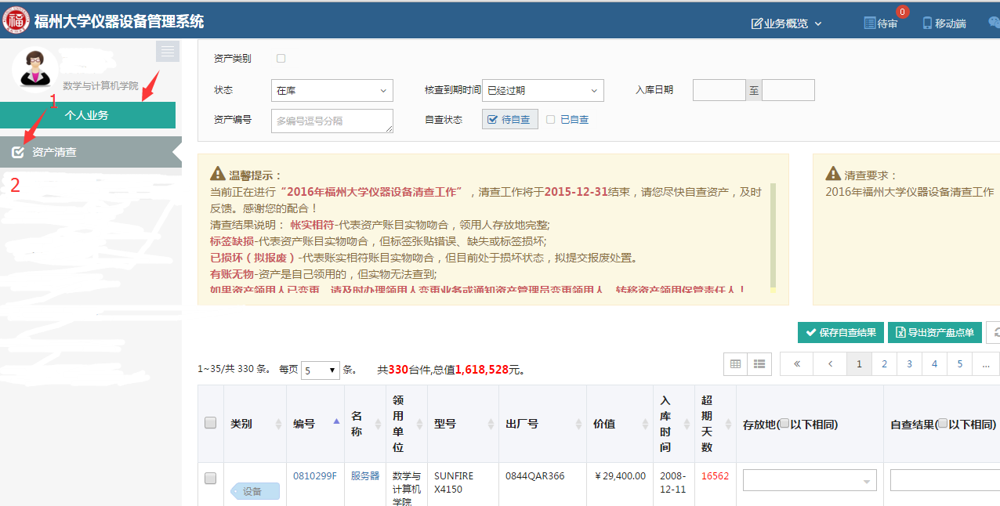 福州大学仪器设备管理系统
业务概览
待审
0
移动端
数学与计算机学院
1
个人业务
资产清查
2
资产类别
状态 在库 核查到期时间 已经过期 入库日期 至
资产编号 多编号逗号分隔 自查状态 待自查 已自查
温馨提示：
当前正在进行“2016年福州大学仪器设备清查工作”，清查工作将于2015-12-31结束，请您尽快自查资产，及时
反馈。感谢您的配合！
清查结果说明： 帐实相符-代表资产账目实物吻合，领用人存放地完整;
标签缺损-代表资产账目实物吻合，但标签张贴错误、缺失或标签损坏;
已损坏（拟报废）-代表账实相符账目实物吻合，但目前处于损坏状态，拟提交报废处置。
有账无物-资产是自己领用的，但实物无法查到;
如果资产领用人已变更，请及时办理领用人变更业务或通知资产管理员变更领用人，转移资产领用保管责任人！
清查要求：
2016年福州大学仪器设备清查工作
保存自查结果
导出资产盘点单
1~35/共 330 条。 每页 5 条。 共330台件,总值1,618,528元。
« ‹ 1 2 3 4 5 ...
类别 编号 名称 领用单位 型号 出厂号 价值 入库时间 超期天数 存放地(以下相同) 自查结果(以下相同)
设备 0810299F 服务器 数学与计算机学院 SUNFIRE X4150 0844QAR366 ￥29,400.00 2008-12-11 16562